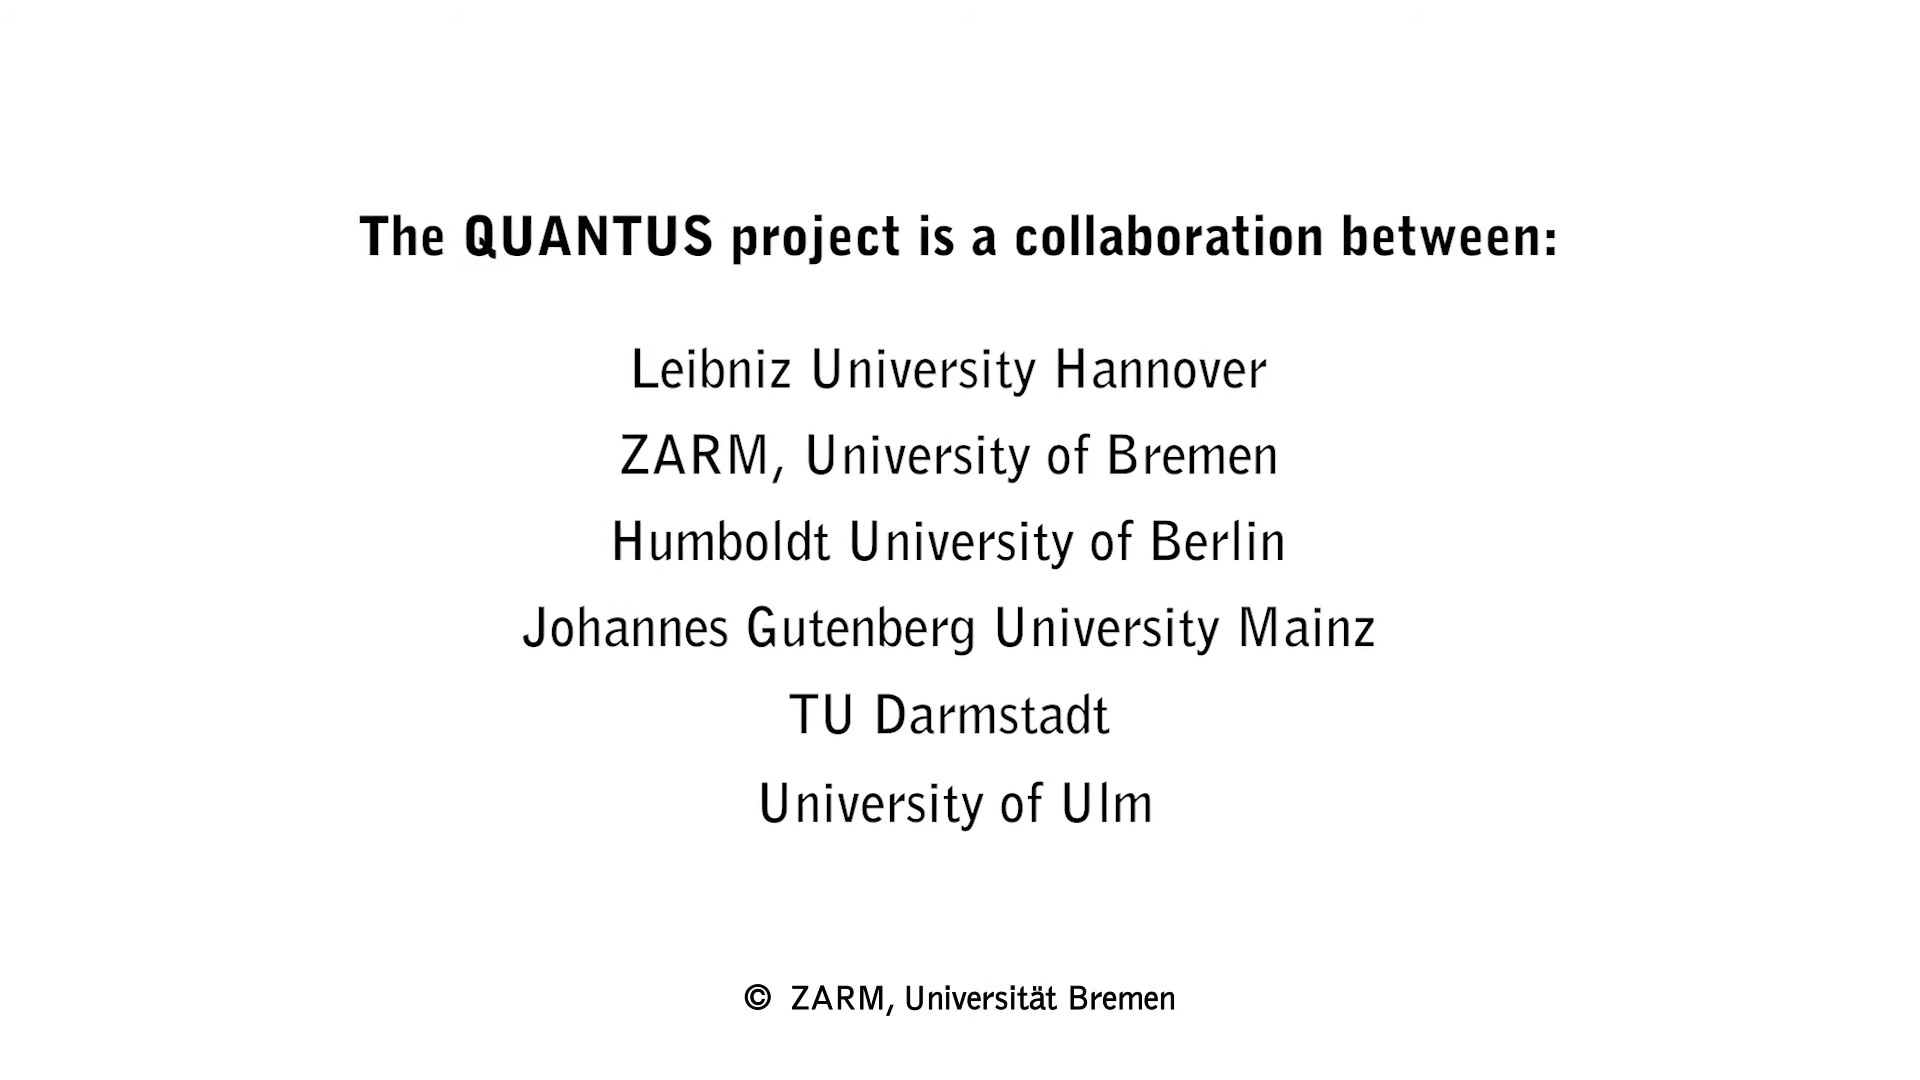 The QUANTUS project is a collaboration between:
Leibniz University Hannover
ZARM, University of Bremen
Humboldt University of Berlin
Johannes Gutenberg University Mainz
TU Darmstadt
University of Ulm
© ZARM, Universität Bremen